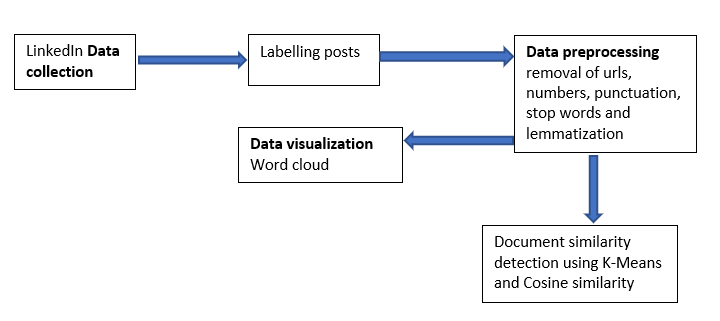 LinkedIn Data
collection
Labelling posts
Data preprocessing
removal of urls,
numbers, punctuation,
stop words and
lemmatization
Data visualization
Word cloud
Document similarity
detection using K-Means
and Cosine similarity